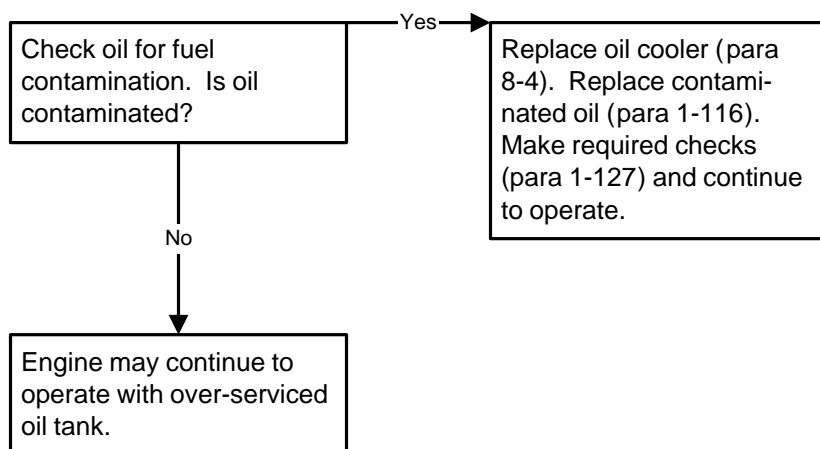 Check oil for fuel
contamination.  Is oil
contaminated?
Yes
Replace oil cooler (para
8-4).  Replace contami-
nated oil (para 1-116).
Make required checks
(para 1-127) and continue
to operate.
No
Engine may continue to
operate with over-serviced
oil tank.